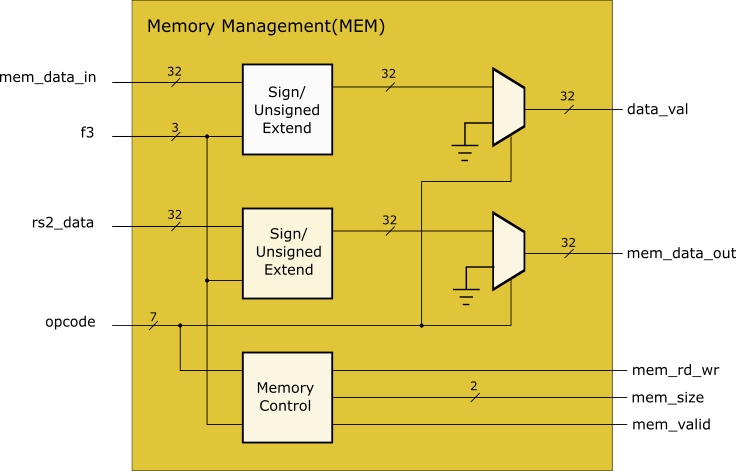 Memory Management(MEM)
mem_data_in
32
Sign/
Unsigned
Extend
32
32
data_val
f3
3
rs2_data
32
Sign/
Unsigned
Extend
32
32
mem_data_out
opcode
7
Memory
Control
mem_rd_wr
2
mem_size
mem_valid